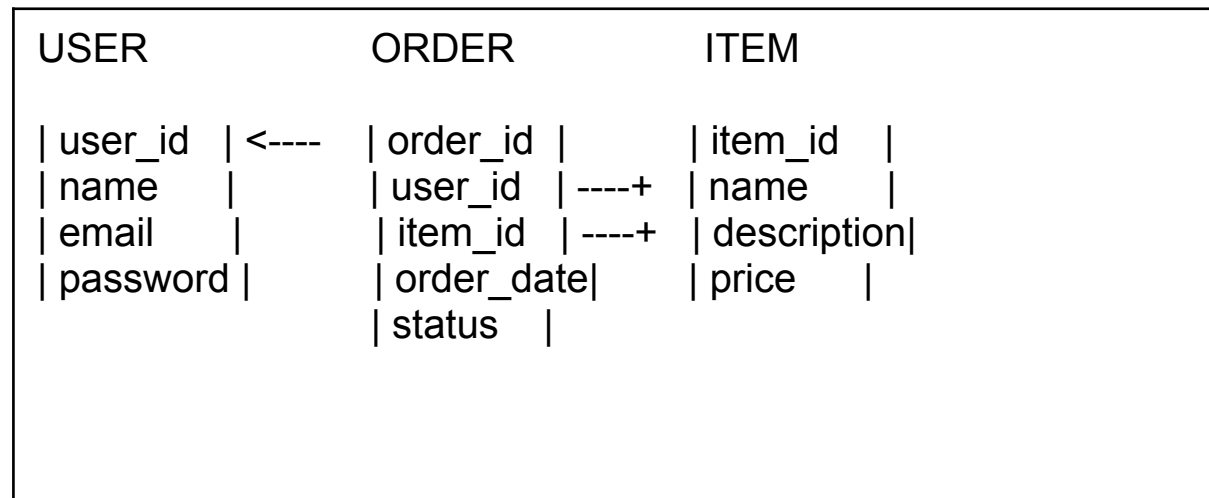 USER ORDER ITEM
| user_id | <---- | order_id | | item_id |
| name | | user_id | ----+ | name |
| email | | item_id | ----+ | description|
| password | | order_date| | price |
| status |